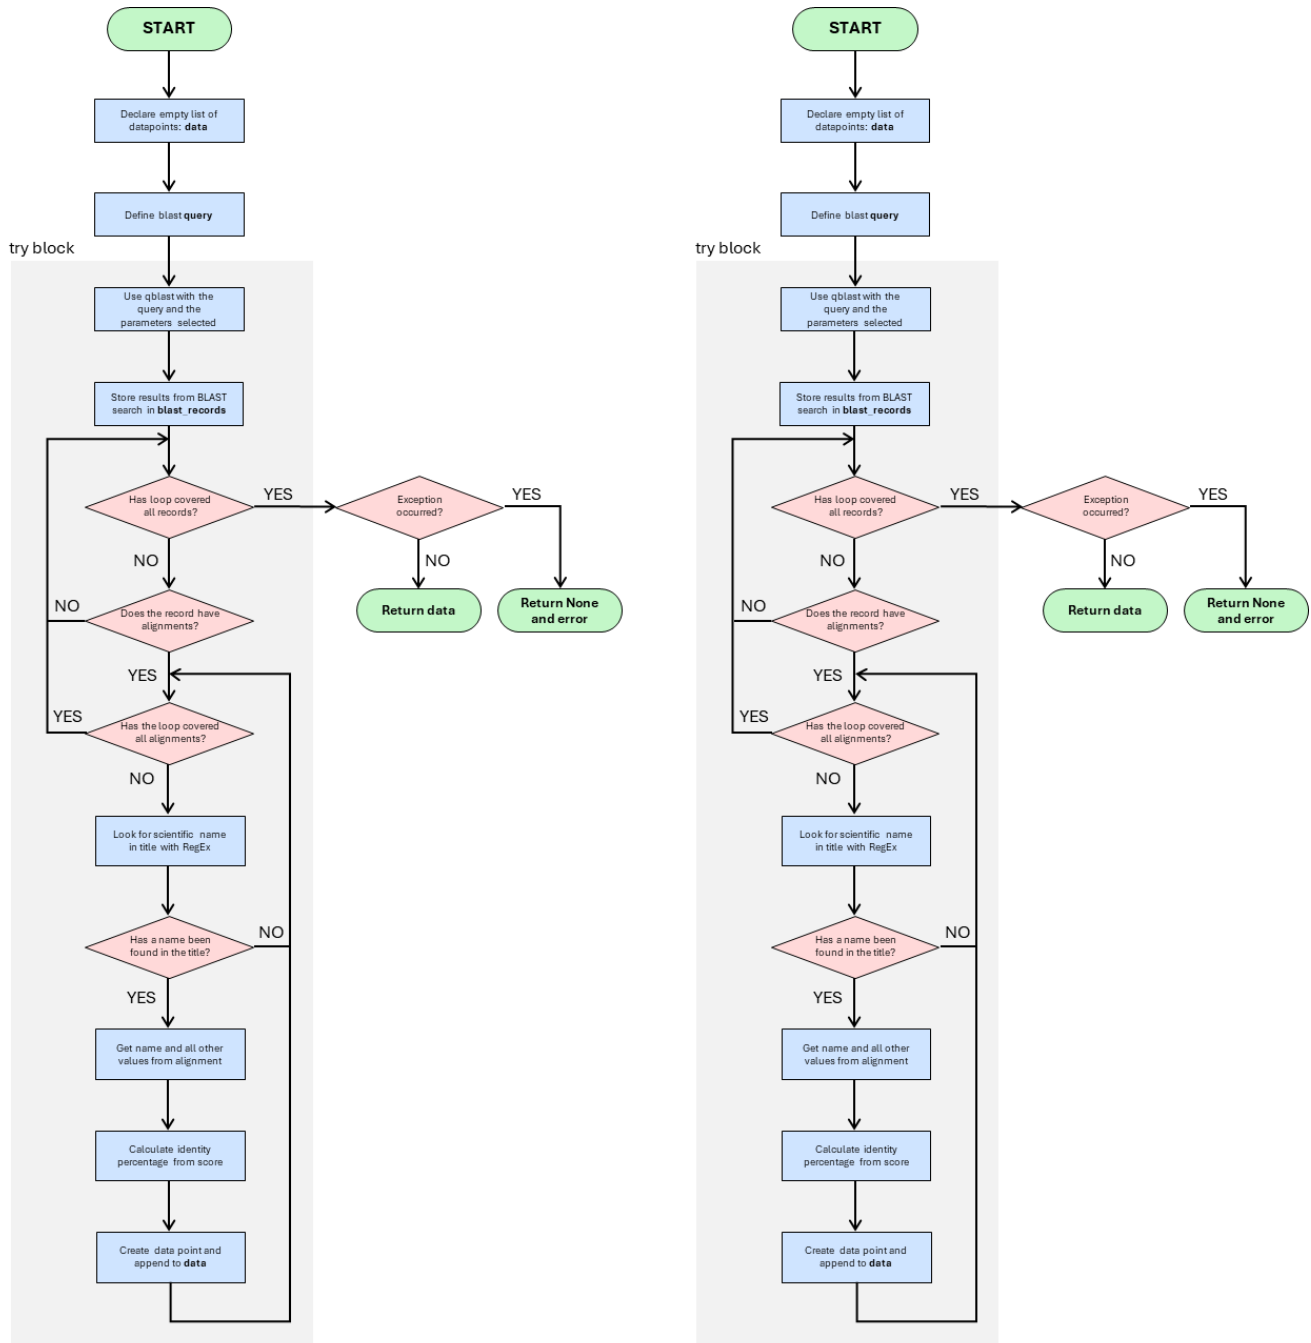 START
Declare empty list of
datapoints: data
Define blast query
try block
Use qblast with the
query and the
parameters selected
Store results from BLAST
search in blast_records
Has loop covered
all records?
YES
Exception
occurred?
YES
NO
NO
Return data
Return None
and error
Does the record have
alignments?
NO
YES
Has the loop covered
all alignments?
YES
NO
Look for scientific name
in title with RegEx
Has a name been
found in the title?
NO
YES
Get name and all other
values from alignment
Calculate identity
percentage from score
Create data point and
append to data
START
Declare empty list of
datapoints: data
Define blast query
try block
Use qblast with the
query and the
parameters selected
Store results from BLAST
search in blast_records
Has loop covered
all records?
YES
Exception
occurred?
YES
NO
NO
Return data
Return None
and error
Does the record have
alignments?
NO
YES
Has the loop covered
all alignments?
YES
NO
Look for scientific name
in title with RegEx
Has a name been
found in the title?
NO
YES
Get name and all other
values from alignment
Calculate identity
percentage from score
Create data point and
append to data